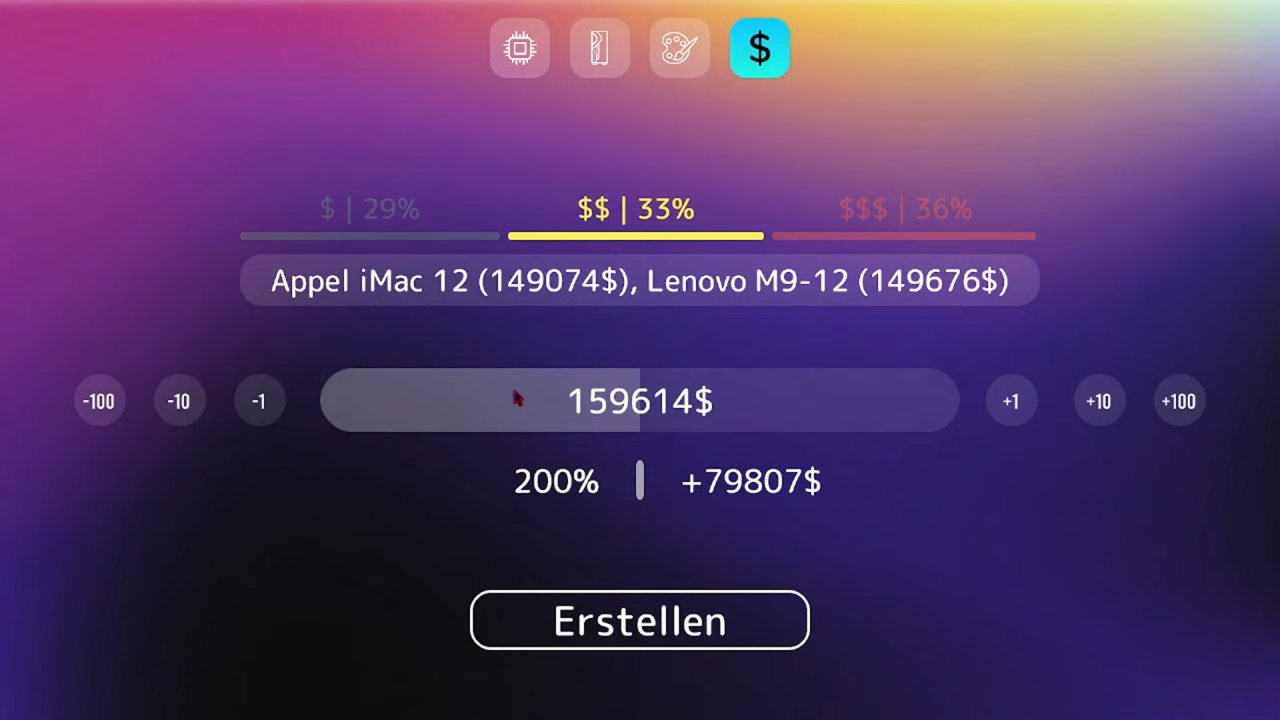 $
$ | 29% $$ | 33% $$$ | 36%
Appel iMac 12 (149074$), Lenovo M9-12 (149676$)
-100 -10 -1 159614$ +1 +10 +100
200% +79807$
Erstellen